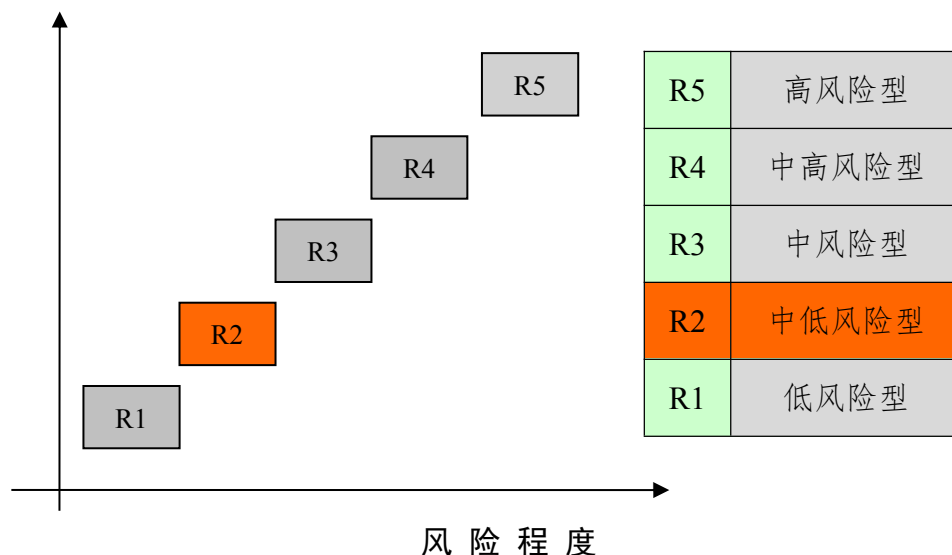 R5
R4
R3
R2
R1
R5 高风险型
R4 中高风险型
R3 中风险型
R2 中低风险型
R1 低风险型
风险程度